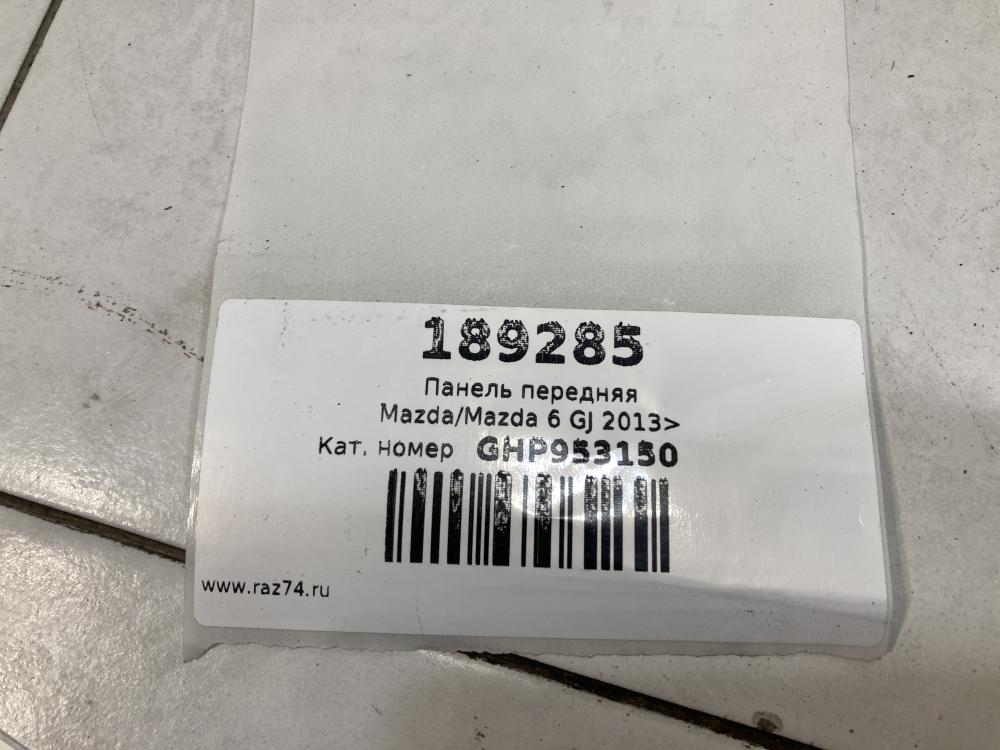 189285
Панель передняя
Mazda/Mazda 6 GJ 2013>
Кат. номер GHP953150
www.raz74.ru